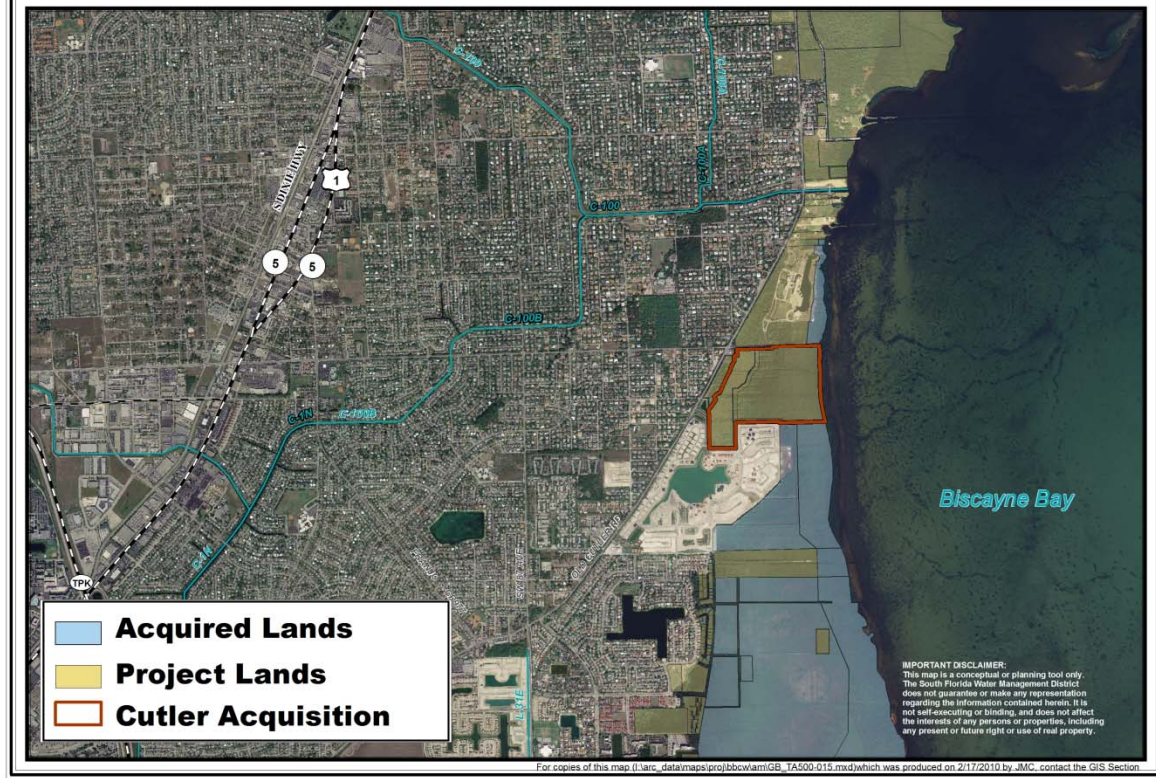 C-100
C-100A
S DIXIE HWY
1
C-100
C-100A
5
5
C-100B
C-1N
C-100B
Biscayne Bay
OLD CUTLER RD
C-1N
TPK
L-31E
Acquired Lands
Project Lands
Cutler Acquisition
IMPORTANT DISCLAIMER:
This map is a conceptual or planning tool only.
The South Florida Water Management District
does not guarantee or make any representation
regarding the information contained herein. It is
not self-executing or binding, and does not affect
the interests of any persons or properties, including
any present or future right or use of real property.
For copies of this map (I:\arc_data\maps\proj\bbcw\am\GB_TA500-015.mxd)which was produced on 2/17/2010 by JMC, contact the GIS Section